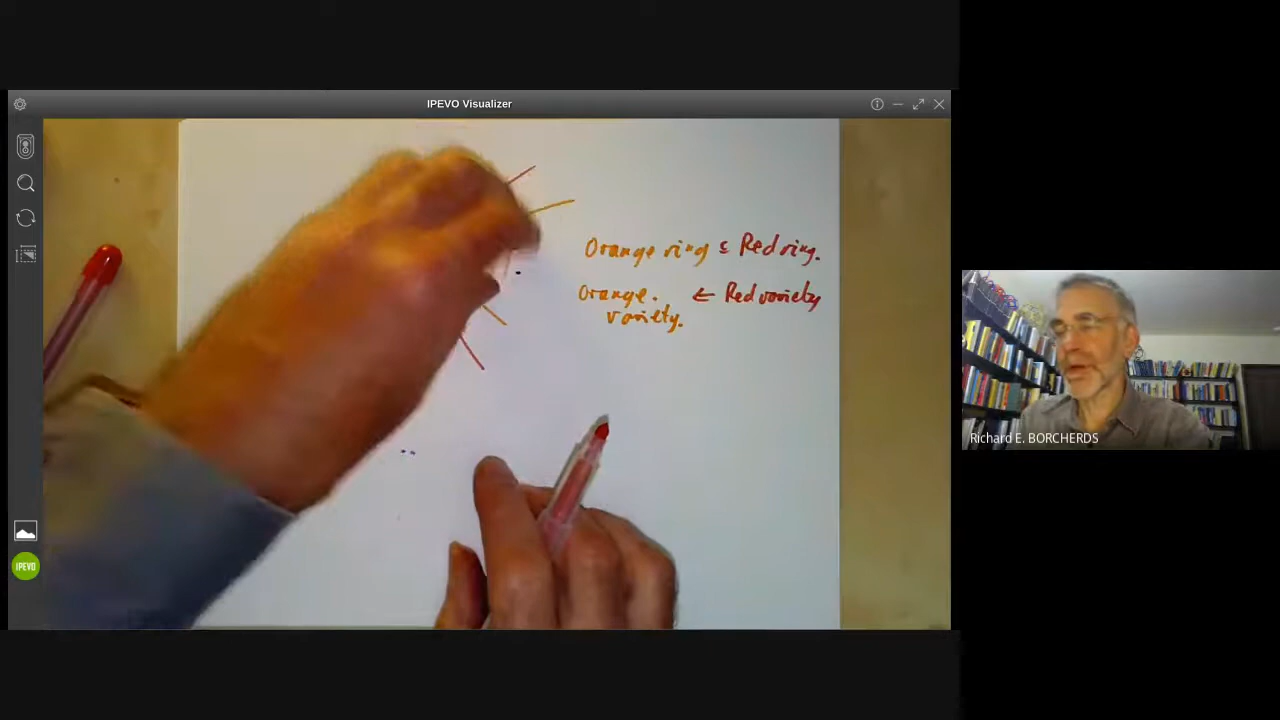 IPEVO Visualizer
Orange ring ⊆ Red ring.
Orange. ← Red variety
variety.
Richard E. BORCHERDS
IPEVO